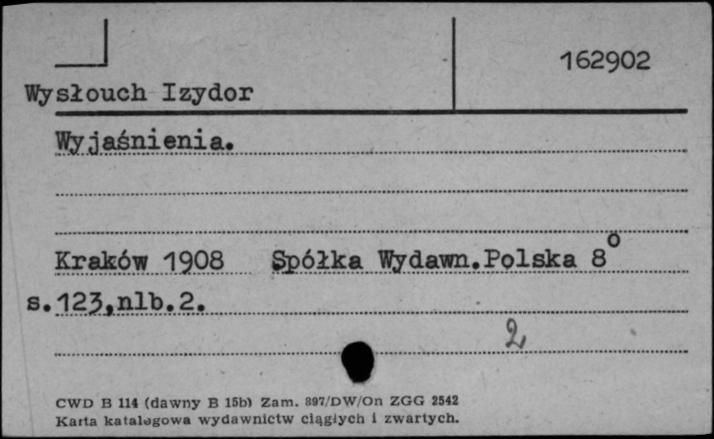 162902
Wysłouch Izydor
Wyjaśnienia.
Kraków 1908 Spółka Wydawn.Polska 8º
s.123,nlb.2.
2
CWD B 114 (dawny B 15b) Zam. 897/DW/On ZGG 2542
Karta katalogowa wydawnictw ciągłych i zwartych.